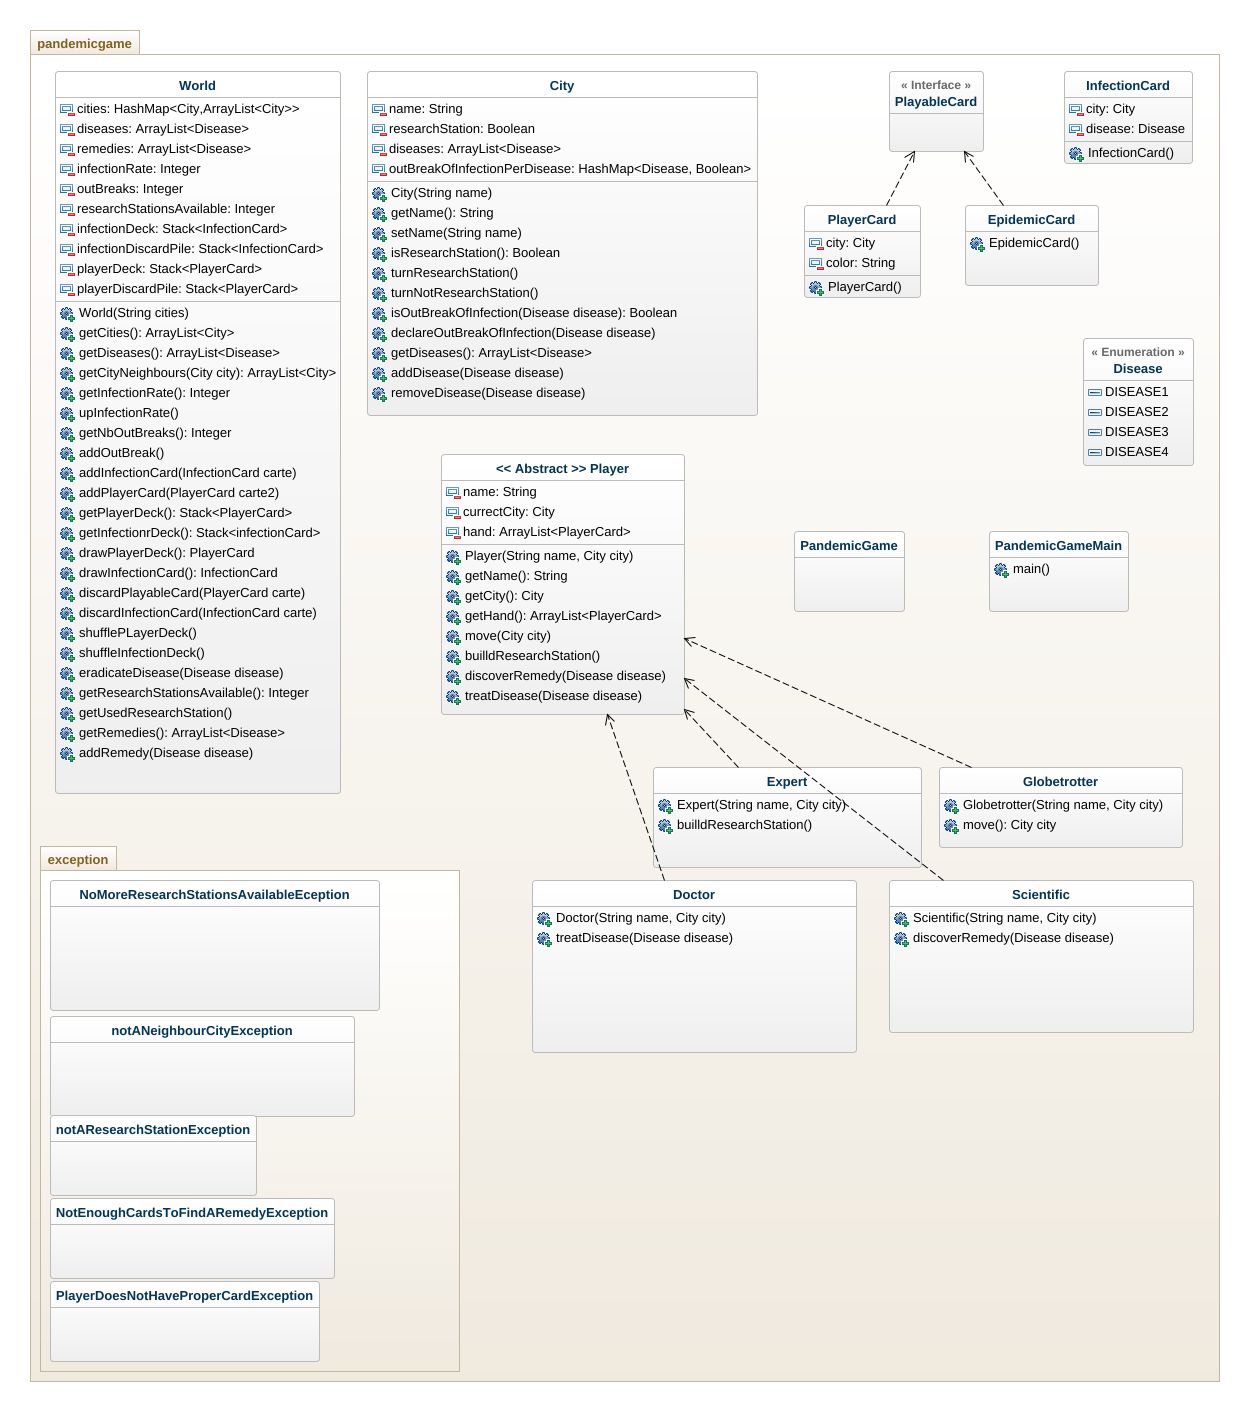 pandemicgame
World
cities: HashMap<City,ArrayList<City>>
diseases: ArrayList<Disease>
remedies: ArrayList<Disease>
infectionRate: Integer
outBreaks: Integer
researchStationsAvailable: Integer
infectionDeck: Stack<InfectionCard>
infectionDiscardPile: Stack<InfectionCard>
playerDeck: Stack<PlayerCard>
playerDiscardPile: Stack<PlayerCard>
World(String cities)
getCities(): ArrayList<City>
getDiseases(): ArrayList<Disease>
getCityNeighbours(City city): ArrayList<City>
getInfectionRate(): Integer
upInfectionRate()
getNbOutBreaks(): Integer
addOutBreak()
addInfectionCard(InfectionCard carte)
addPlayerCard(PlayerCard carte2)
getPlayerDeck(): Stack<PlayerCard>
getInfectionrDeck(): Stack<infectionCard>
drawPlayerDeck(): PlayerCard
drawInfectionCard(): InfectionCard
discardPlayableCard(PlayerCard carte)
discardInfectionCard(InfectionCard carte)
shufflePLayerDeck()
shuffleInfectionDeck()
eradicateDisease(Disease disease)
getResearchStationsAvailable(): Integer
getUsedResearchStation()
getRemedies(): ArrayList<Disease>
addRemedy(Disease disease)
City
name: String
researchStation: Boolean
diseases: ArrayList<Disease>
outBreakOfInfectionPerDisease: HashMap<Disease, Boolean>
City(String name)
getName(): String
setName(String name)
isResearchStation(): Boolean
turnResearchStation()
turnNotResearchStation()
isOutBreakOfInfection(Disease disease): Boolean
declareOutBreakOfInfection(Disease disease)
getDiseases(): ArrayList<Disease>
addDisease(Disease disease)
removeDisease(Disease disease)
« Interface »
PlayableCard
InfectionCard
city: City
disease: Disease
InfectionCard()
PlayerCard
city: City
color: String
PlayerCard()
EpidemicCard
EpidemicCard()
« Enumeration »
Disease
DISEASE1
DISEASE2
DISEASE3
DISEASE4
<< Abstract >> Player
name: String
currectCity: City
hand: ArrayList<PlayerCard>
Player(String name, City city)
getName(): String
getCity(): City
getHand(): ArrayList<PlayerCard>
move(City city)
builldResearchStation()
discoverRemedy(Disease disease)
treatDisease(Disease disease)
PandemicGame
PandemicGameMain
main()
Expert
Expert(String name, City city)
builldResearchStation()
Globetrotter
Globetrotter(String name, City city)
move(): City city
Doctor
Doctor(String name, City city)
treatDisease(Disease disease)
Scientific
Scientific(String name, City city)
discoverRemedy(Disease disease)
exception
NoMoreResearchStationsAvailableEception
notANeighbourCityException
notAResearchStationException
NotEnoughCardsToFindARemedyException
PlayerDoesNotHaveProperCardException